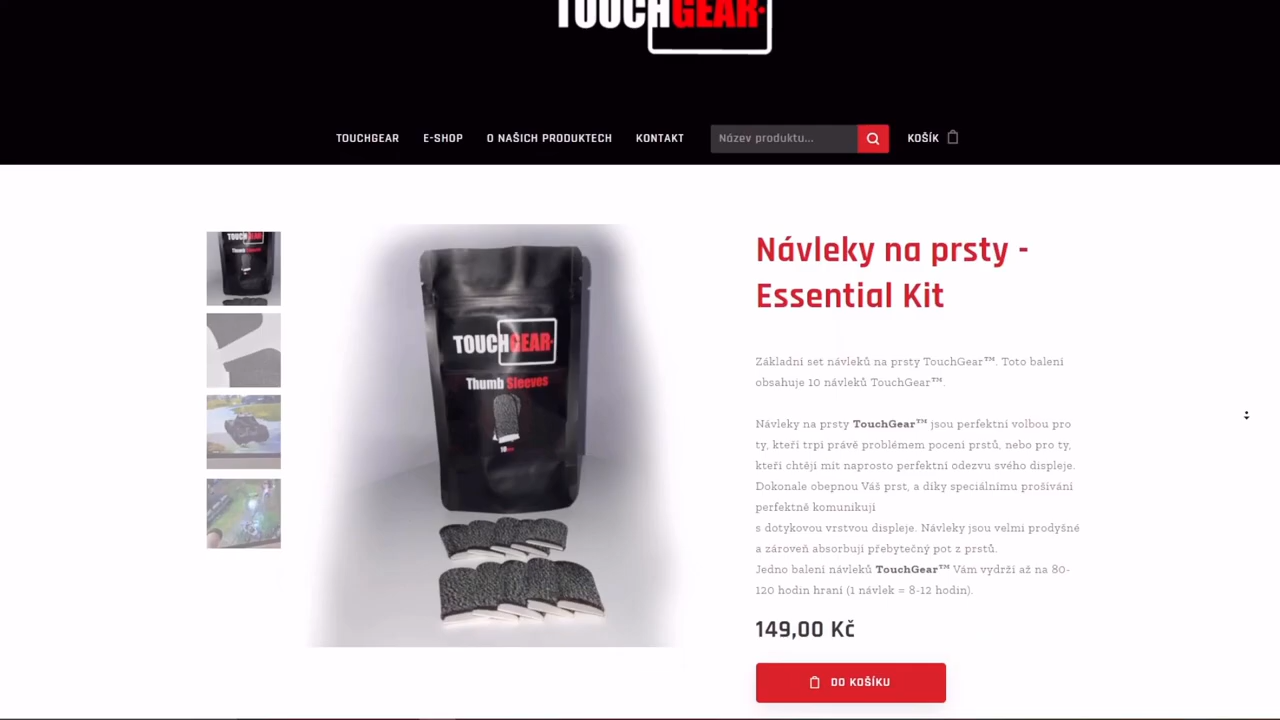 TOUCHGEAR
TOUCHGEAR
E-SHOP
O NAŠICH PRODUKTECH
KONTAKT
Název produktu...
KOŠÍK
TOUCHGEAR
Thumb Sleeves
Návleky na prsty -
Essential Kit
Základní set návleků na prsty TouchGear™. Toto balení
obsahuje 10 návleků TouchGear™.
Návleky na prsty TouchGear™ jsou perfektní volbou pro
ty, kteří trpí právě problémem pocení prstů, nebo pro ty,
kteří chtějí mít naprosto perfektní odezvu svého displeje.
Dokonale obepnou Váš prst, a díky speciálnímu prošívání
perfektně komunikují
s dotykovou vrstvou displeje. Návleky jsou velmi prodyšné
a zároveň absorbují přebytečný pot z prstů.
Jedno balení návleků TouchGear™ Vám vydrží až na 80-
120 hodin hraní (1 návlek = 8-12 hodin).
149,00 Kč
DO KOŠÍKU